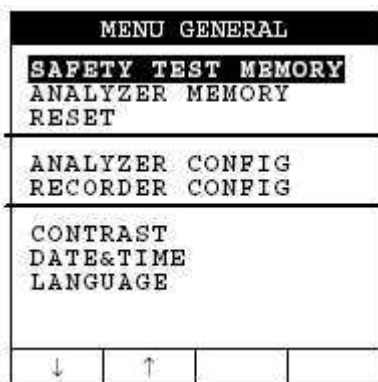 MENU GENERAL
SAFETY TEST MEMORY
ANALYZER MEMORY
RESET
ANALYZER CONFIG
RECORDER CONFIG
CONTRAST
DATE&TIME
LANGUAGE
↓ ↑